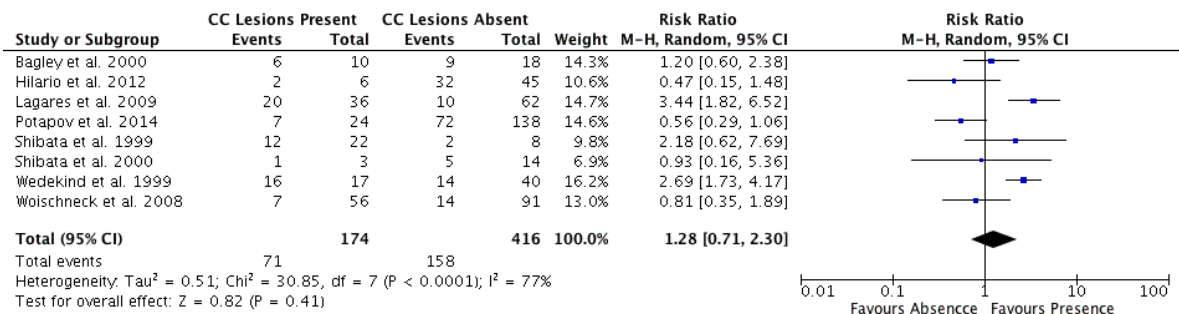 CC Lesions Present CC Lesions Absent Risk Ratio Risk Ratio
Study or Subgroup Events Total Events Total Weight M-H, Random, 95% CI M-H, Random, 95% CI
Bagley et al. 2000 6 10 9 18 14.3% 1.20 [0.60, 2.38]
Hilario et al. 2012 2 6 32 45 10.6% 0.47 [0.15, 1.48]
Lagares et al. 2009 20 36 10 62 14.7% 3.44 [1.82, 6.52]
Potapov et al. 2014 7 24 72 138 14.6% 0.56 [0.29, 1.06]
Shibata et al. 1999 12 22 2 8 9.8% 2.18 [0.62, 7.69]
Shibata et al. 2000 1 3 5 14 6.9% 0.93 [0.16, 5.36]
Wedekind et al. 1999 16 17 14 40 16.2% 2.69 [1.73, 4.17]
Woischneck et al. 2008 7 56 14 91 13.0% 0.81 [0.35, 1.89]
Total (95% CI) 174 416 100.0% 1.28 [0.71, 2.30]
Total events 71 158
Heterogeneity: Tau² = 0.51; Chi² = 30.85, df = 7 (P < 0.0001); I² = 77%
Test for overall effect: Z = 0.82 (P = 0.41)
0.01 0.1 1 10 100
Favours Absencce Favours Presence